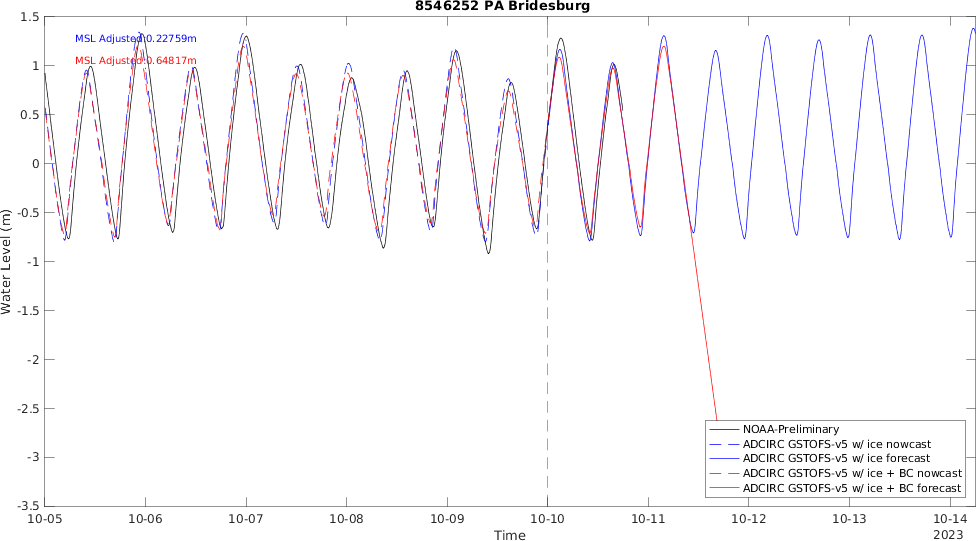 8546252 PA Bridesburg
MSL Adjusted:0.22759m
MSL Adjusted:0.64817m
Water Level (m)
1.5
1
0.5
0
-0.5
-1
-1.5
-2
-2.5
-3
-3.5
10-05 10-06 10-07 10-08 10-09 10-10 10-11 10-12 10-13 10-14
2023
Time
NOAA-Preliminary
ADCIRC GSTOFS-v5 w/ ice nowcast
ADCIRC GSTOFS-v5 w/ ice forecast
ADCIRC GSTOFS-v5 w/ ice + BC nowcast
ADCIRC GSTOFS-v5 w/ ice + BC forecast